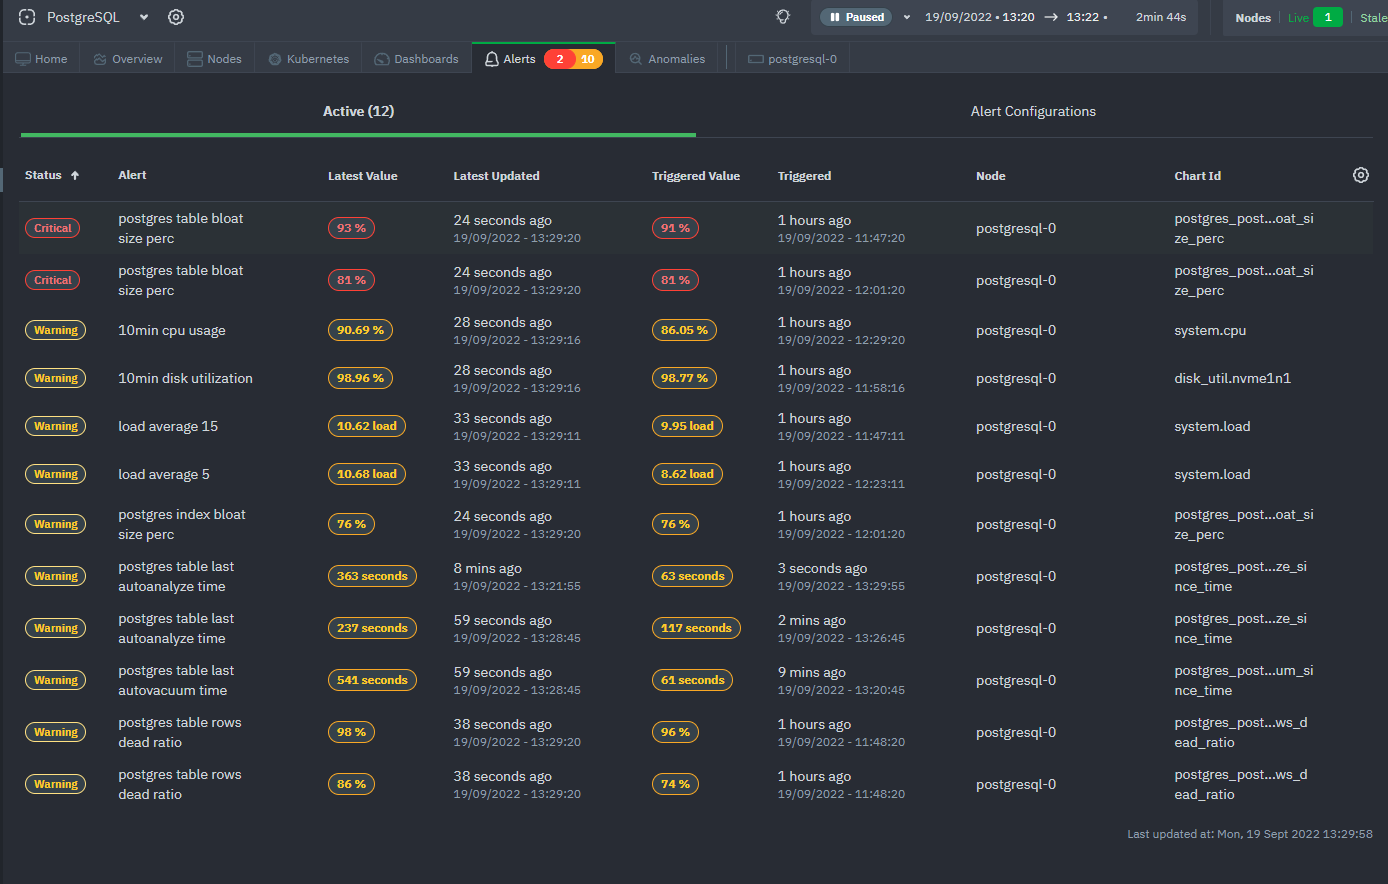 PostgreSQL
Paused 19/09/2022 • 13:20 → 13:22 • 2min 44s
Nodes Live 1 Stale
Home Overview Nodes Kubernetes Dashboards Alerts 2 10 Anomalies postgresql-0
Active (12) Alert Configurations
Status ↑ Alert Latest Value Latest Updated Triggered Value Triggered Node Chart Id
Critical postgres table bloat size perc 93 % 24 seconds ago 19/09/2022 - 13:29:20 91 % 1 hours ago 19/09/2022 - 11:47:20 postgresql-0 postgres_post...oat_size_perc
Critical postgres table bloat size perc 81 % 24 seconds ago 19/09/2022 - 13:29:20 81 % 1 hours ago 19/09/2022 - 12:01:20 postgresql-0 postgres_post...oat_size_perc
Warning 10min cpu usage 90.69 % 28 seconds ago 19/09/2022 - 13:29:16 86.05 % 1 hours ago 19/09/2022 - 12:29:20 postgresql-0 system.cpu
Warning 10min disk utilization 98.96 % 28 seconds ago 19/09/2022 - 13:29:16 98.77 % 1 hours ago 19/09/2022 - 11:58:16 postgresql-0 disk_util.nvme1n1
Warning load average 15 10.62 load 33 seconds ago 19/09/2022 - 13:29:11 9.95 load 1 hours ago 19/09/2022 - 11:47:11 postgresql-0 system.load
Warning load average 5 10.68 load 33 seconds ago 19/09/2022 - 13:29:11 8.62 load 1 hours ago 19/09/2022 - 12:23:11 postgresql-0 system.load
Warning postgres index bloat size perc 76 % 24 seconds ago 19/09/2022 - 13:29:20 76 % 1 hours ago 19/09/2022 - 12:01:20 postgresql-0 postgres_post...oat_size_perc
Warning postgres table last autoanalyze time 363 seconds 8 mins ago 19/09/2022 - 13:21:55 63 seconds 3 seconds ago 19/09/2022 - 13:29:55 postgresql-0 postgres_post...ze_since_time
Warning postgres table last autoanalyze time 237 seconds 59 seconds ago 19/09/2022 - 13:28:45 117 seconds 2 mins ago 19/09/2022 - 13:26:45 postgresql-0 postgres_post...ze_since_time
Warning postgres table last autovacuum time 541 seconds 59 seconds ago 19/09/2022 - 13:28:45 61 seconds 9 mins ago 19/09/2022 - 13:20:45 postgresql-0 postgres_post...um_since_time
Warning postgres table rows dead ratio 98 % 38 seconds ago 19/09/2022 - 13:29:20 96 % 1 hours ago 19/09/2022 - 11:48:20 postgresql-0 postgres_post...ws_dead_ratio
Warning postgres table rows dead ratio 86 % 38 seconds ago 19/09/2022 - 13:29:20 74 % 1 hours ago 19/09/2022 - 11:48:20 postgresql-0 postgres_post...ws_dead_ratio
Last updated at: Mon, 19 Sept 2022 13:29:58